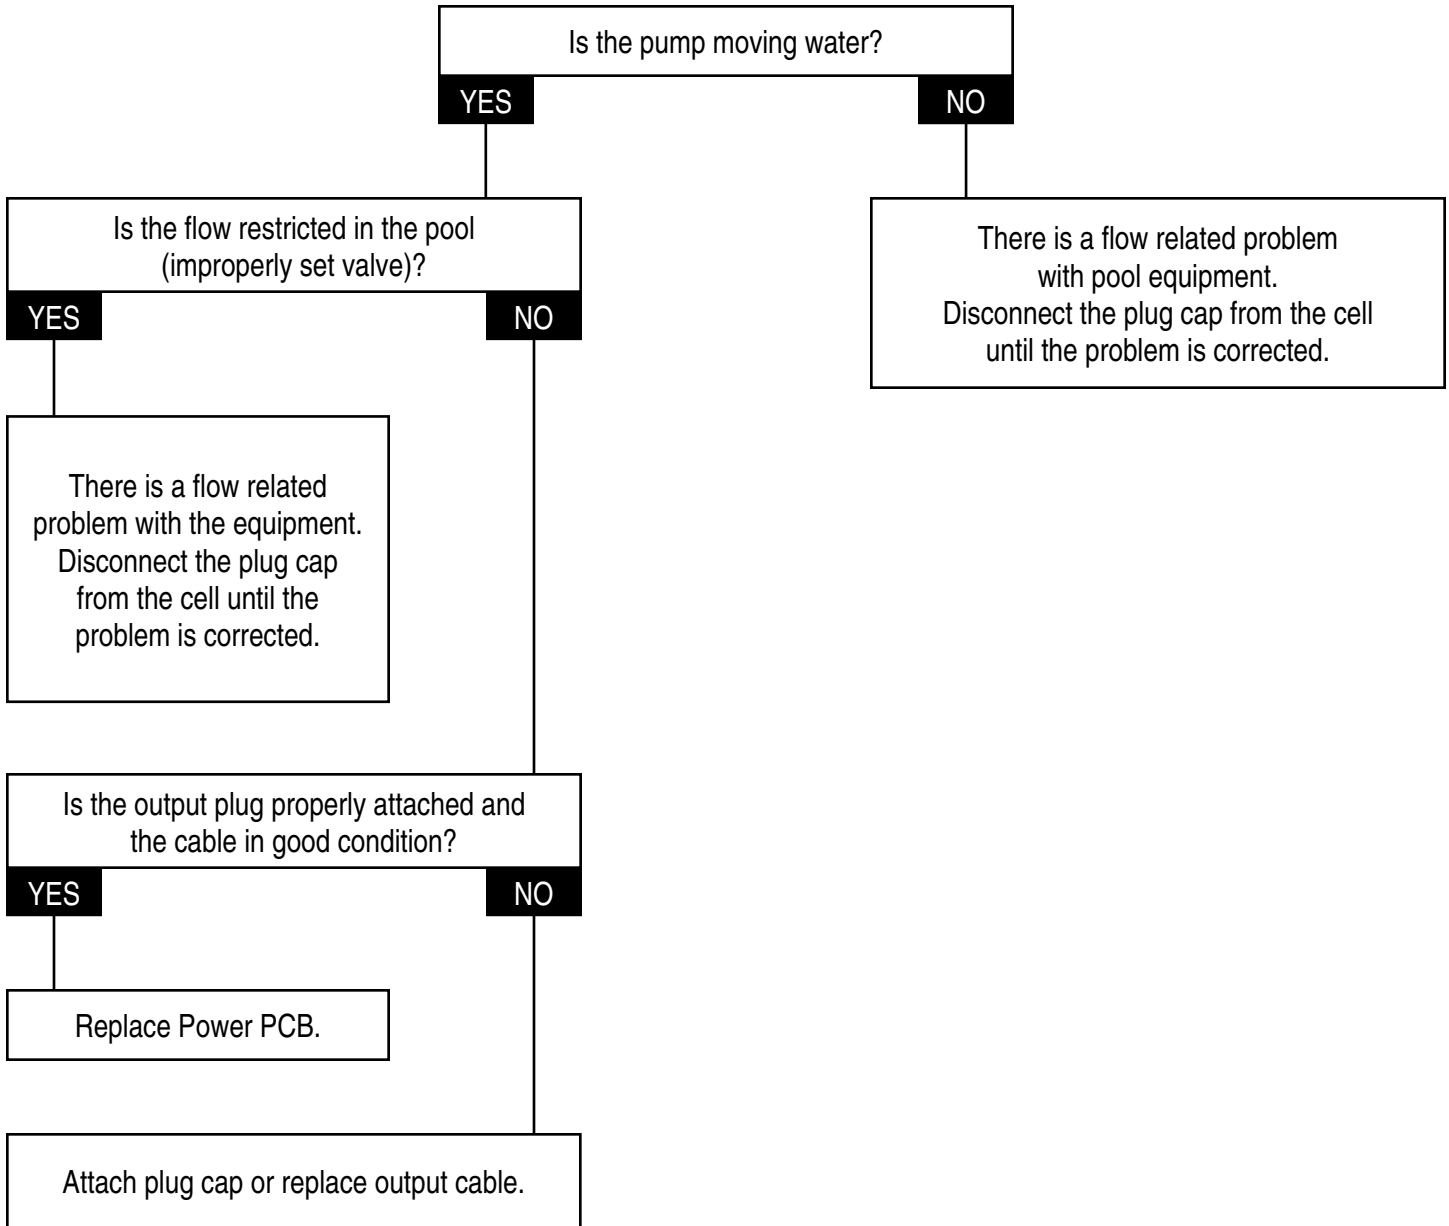 Is the pump moving water?
YES
NO
Is the flow restricted in the pool
(improperly set valve)?
YES
NO
There is a flow related problem
with pool equipment.
Disconnect the plug cap from the cell
until the problem is corrected.
There is a flow related
problem with the equipment.
Disconnect the plug cap
from the cell until the
problem is corrected.
Is the output plug properly attached and
the cable in good condition?
YES
NO
Replace Power PCB.
Attach plug cap or replace output cable.